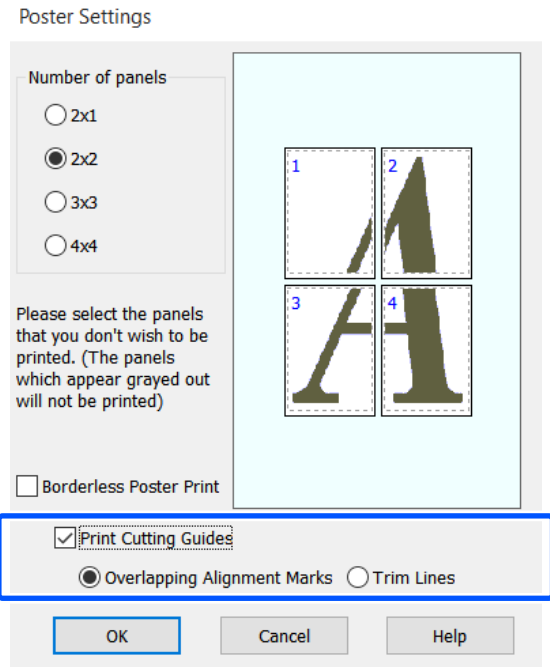 Poster Settings
Number of panels
2x1
2x2
3x3
4x4
1
2
3
4
Please select the panels
that you don't wish to be
printed. (The panels
which appear grayed out
will not be printed)
Borderless Poster Print
Print Cutting Guides
Overlapping Alignment Marks Trim Lines
OK Cancel Help